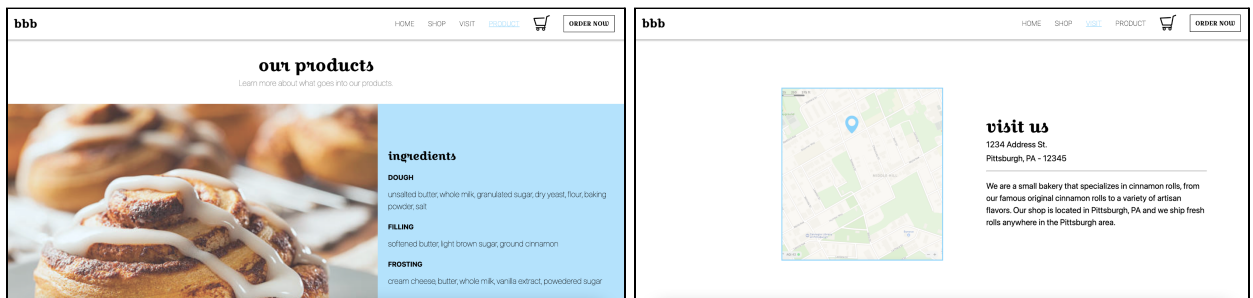 bbb
HOME SHOP VISIT PRODUCT ORDER NOW
our products
Learn more about what goes into our products.
ingredients
DOUGH
unsalted butter, whole milk, granulated sugar, dry yeast, flour, baking
powder, salt
FILLING
softened butter, light brown sugar, ground cinnamon
FROSTING
cream cheese, butter, whole milk, vanilla extract, powedered sugar
bbb
HOME SHOP VISIT PRODUCT ORDER NOW
visit us
1234 Address St.
Pittsburgh, PA - 12345
We are a small bakery that specializes in cinnamon rolls, from
our famous original cinnamon rolls to a variety of artisan
flavors. Our shop is located in Pittsburgh, PA and we ship fresh
rolls anywhere in the Pittsburgh area.